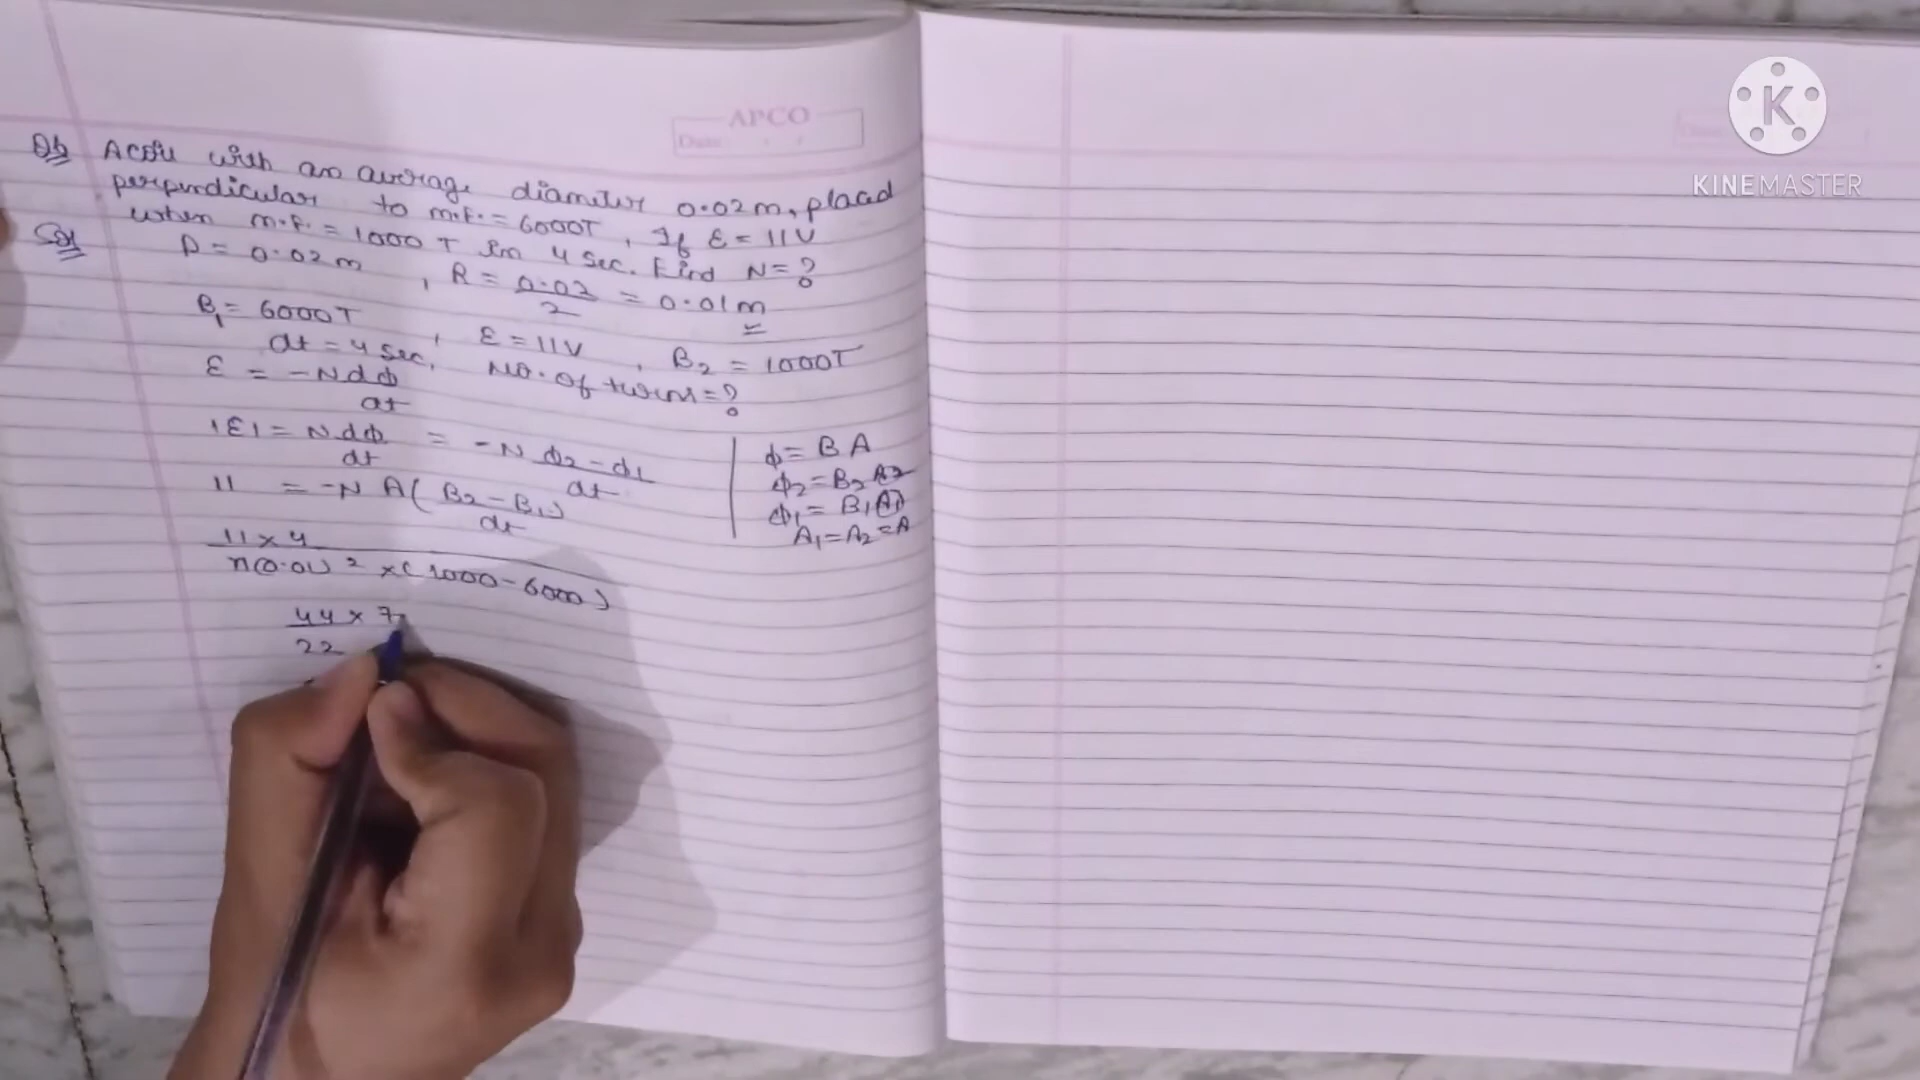 APCO
Date
K
KINEMASTER
Q6 A coil with an average diameter 0.02m, placed
perpendicular to m.f. = 6000T, If ε = 11V
when m.f. = 1000 T in 4 sec. Find N = ?
Sol D = 0.02m, R = 0.02/2 = 0.01m
B₁ = 6000T, ε = 11V, B₂ = 1000T
dt = 4 sec, No. of turns = ?
ε = -N dϕ/dt
|ε| = N dϕ/dt = -N ϕ₂ - ϕ₁/dt
11 = -N A(B₂ - B₁)/dt
11 x 4/π(0.01)² x (1000 - 6000)
44 x 7/22
ϕ = BA
ϕ₂ = B₂ A₂
ϕ₁ = B₁ A₁
A₁ = A₂ = A